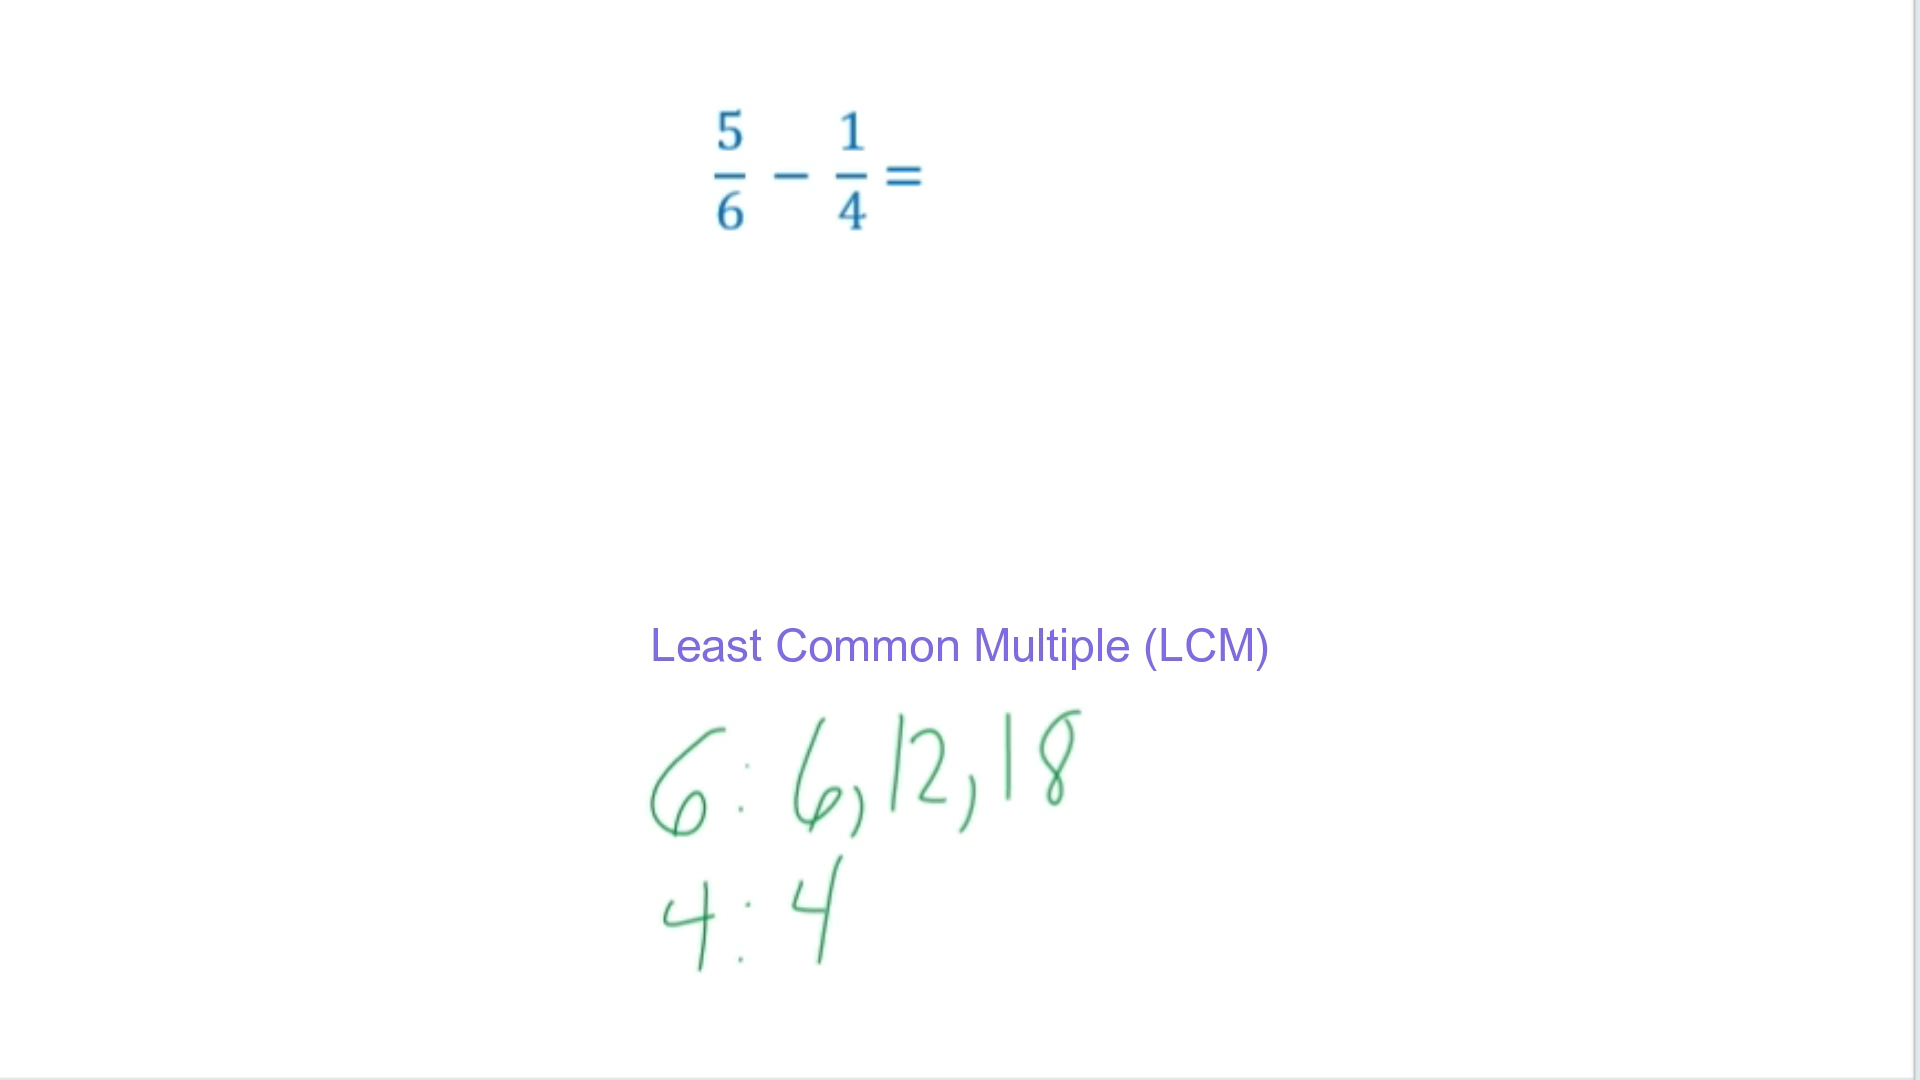 5/6 − 1/4 =
Least Common Multiple (LCM)
6: 6, 12, 18
4: 4